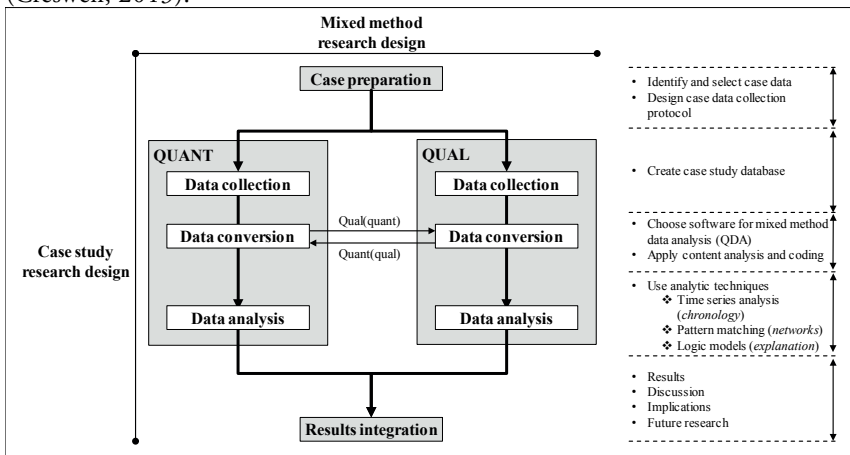 (Creswell, 2013).
Mixed method
research design
Case preparation
QUANT
QUAL
Data collection
Data collection
Qual(quant)
Data conversion
Data conversion
Quant(qual)
Case study
research design
Data analysis
Data analysis
Results integration
• Identify and select case data
• Design case data collection
protocol
• Create case study database
• Choose software for mixed method
data analysis (QDA)
• Apply content analysis and coding
• Use analytic techniques
❖ Time series analysis
(chronology)
❖ Pattern matching (networks)
❖ Logic models (explanation)
• Results
• Discussion
• Implications
• Future research